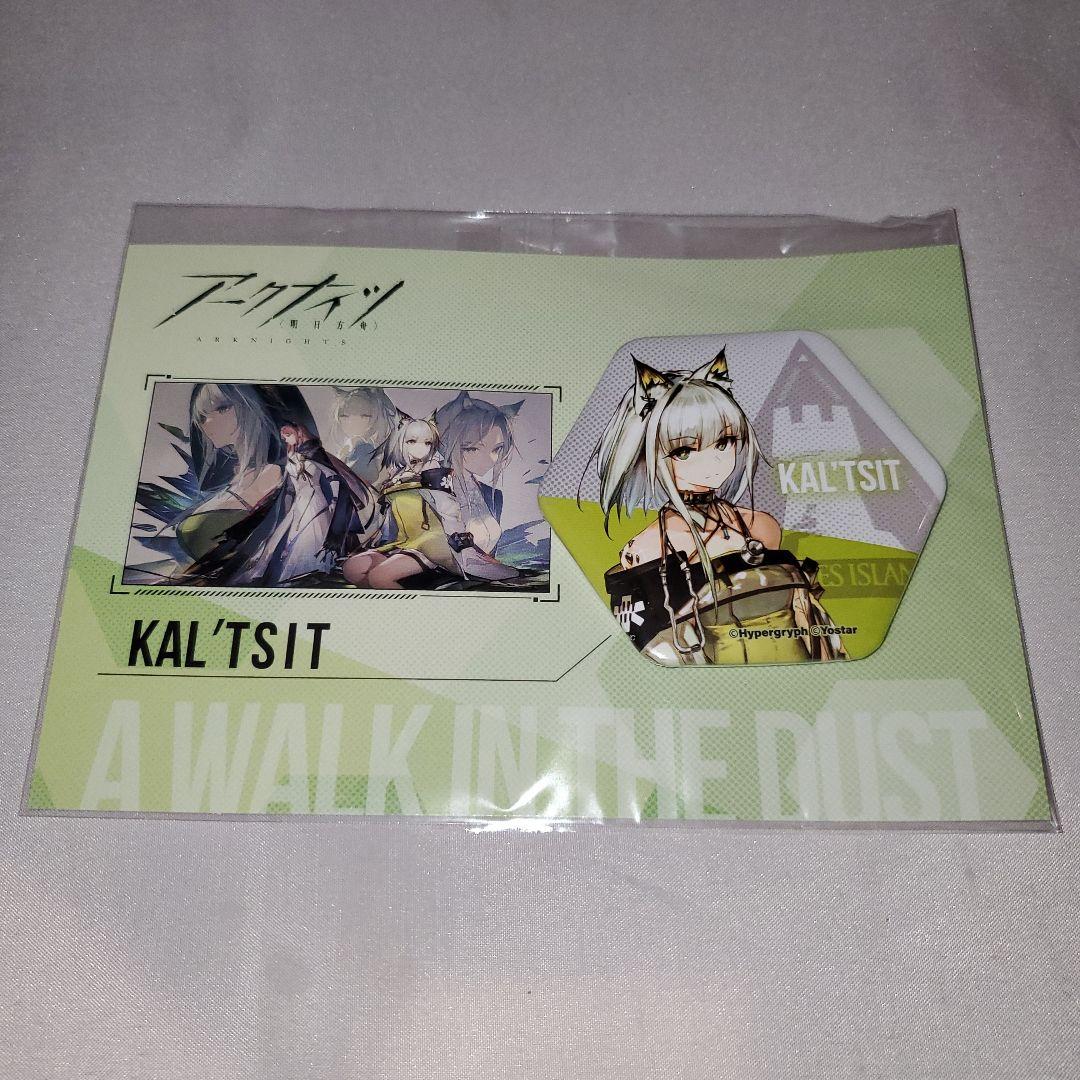 アークナイツ
〈明日方舟〉
ARKNIGHTS
KAL'TSIT
ES ISLAN
©Hypergryph ©Yostar
KAL'TSIT
A WALK IN THE DUST